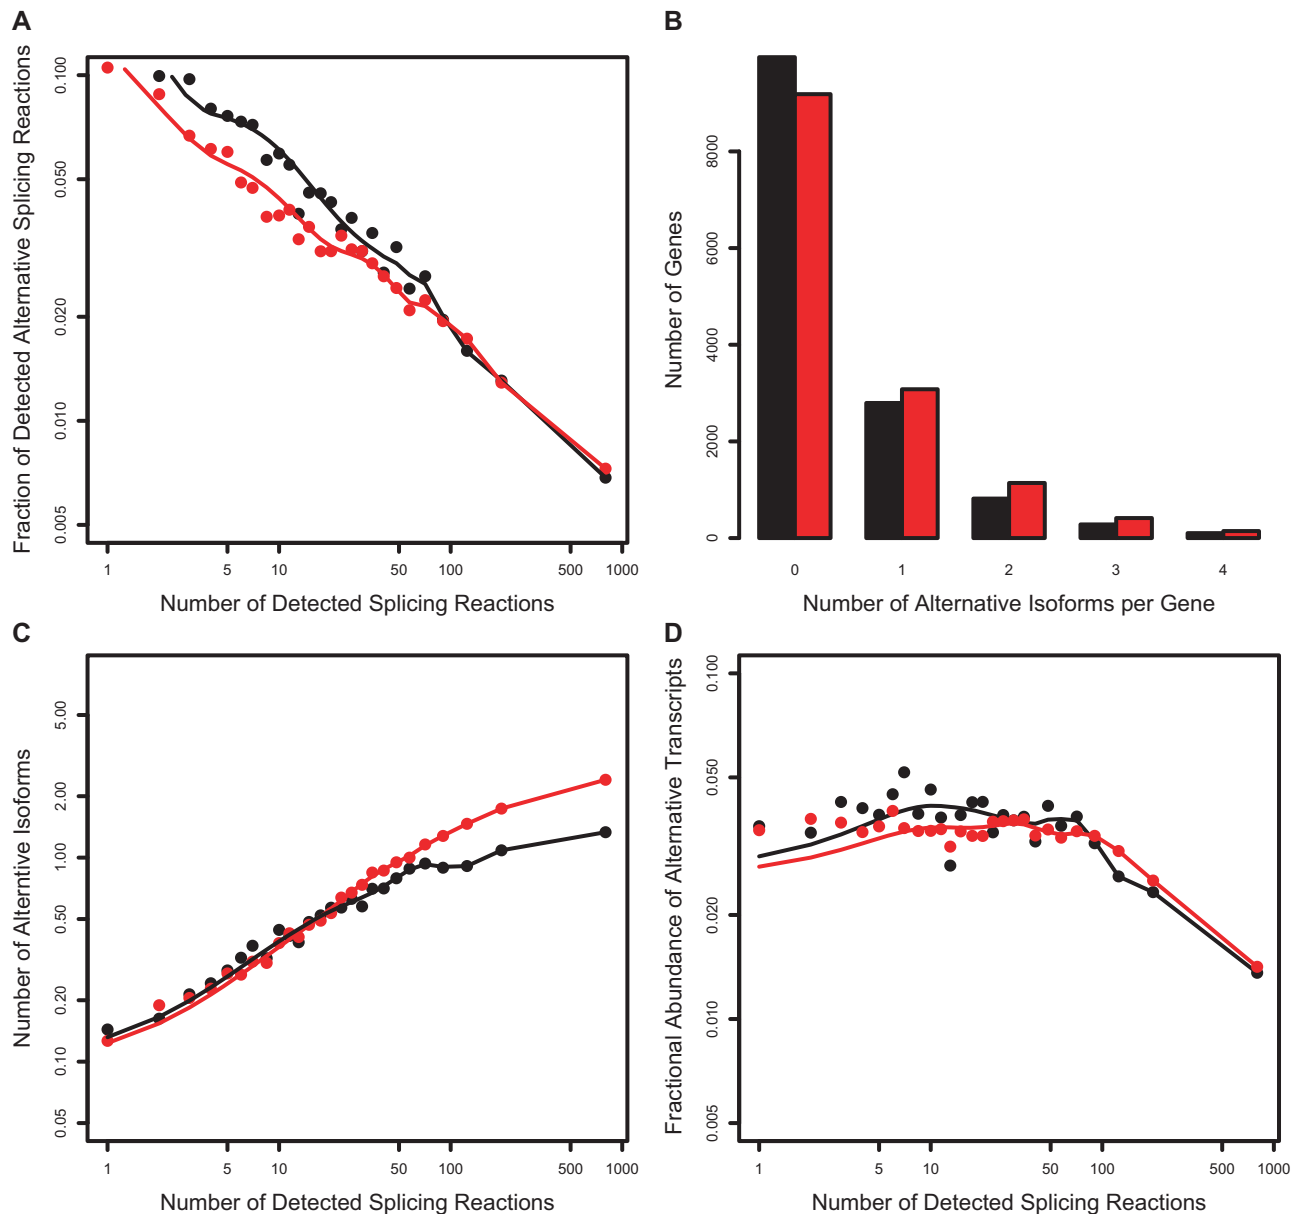 A
Fraction of Detected Alternative Splicing Reactions
0.100
0.050
0.020
0.010
0.005
1 5 10 50 100 500 1000
Number of Detected Splicing Reactions
B
Number of Genes
8000
6000
4000
2000
0
0 1 2 3 4
Number of Alternative Isoforms per Gene
C
Number of Alterntive Isoforms
5.00
2.00
1.00
0.50
0.20
0.10
0.05
1 5 10 50 100 500 1000
Number of Detected Splicing Reactions
D
Fractional Abundance of Alternative Transcripts
0.100
0.050
0.020
0.010
0.005
1 5 10 50 100 500 1000
Number of Detected Splicing Reactions